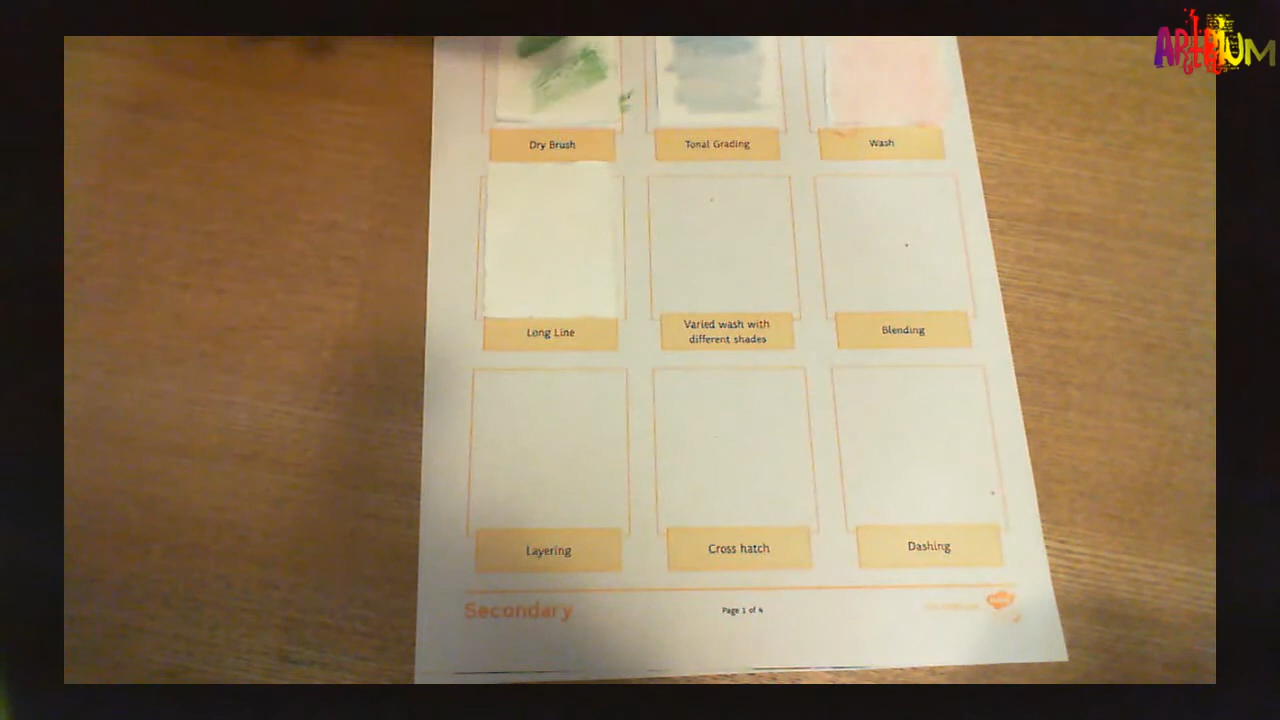 ARTRIUM
Dry Brush
Tonal Grading
Wash
Long Line
Varied wash with
different shades
Blending
Layering
Cross hatch
Dashing
Secondary
Page 1 of 4